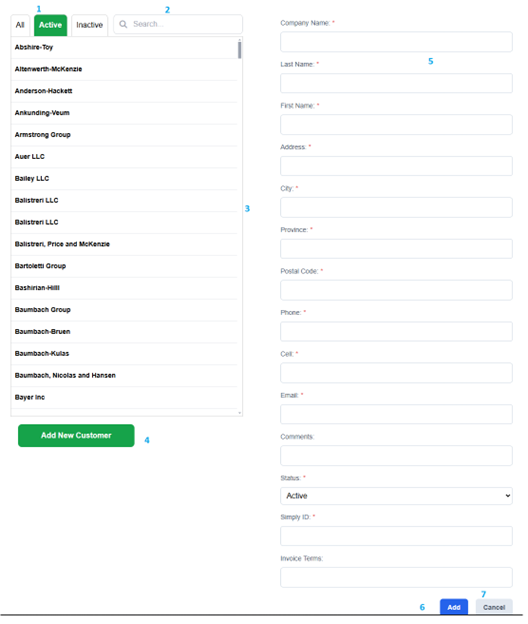 1
2
All
Active
Inactive
Search...
Abshire-Toy
Altenwerth-McKenzie
Anderson-Hackett
Ankunding-Veum
Armstrong Group
Auer LLC
Bailey LLC
Balistreri LLC
3
Balistreri LLC
Balistreri, Price and McKenzie
Bartoletti Group
Bashirian-Hilll
Baumbach Group
Baumbach-Bruen
Baumbach-Kulas
Baumbach, Nicolas and Hansen
Bayer Inc
Add New Customer
4
Company Name: *
5
Last Name: *
First Name: *
Address: *
City: *
Province: *
Postal Code: *
Phone: *
Cell: *
Email: *
Comments:
Status: *
Active
Simply ID: *
Invoice Terms:
7
6
Add
Cancel